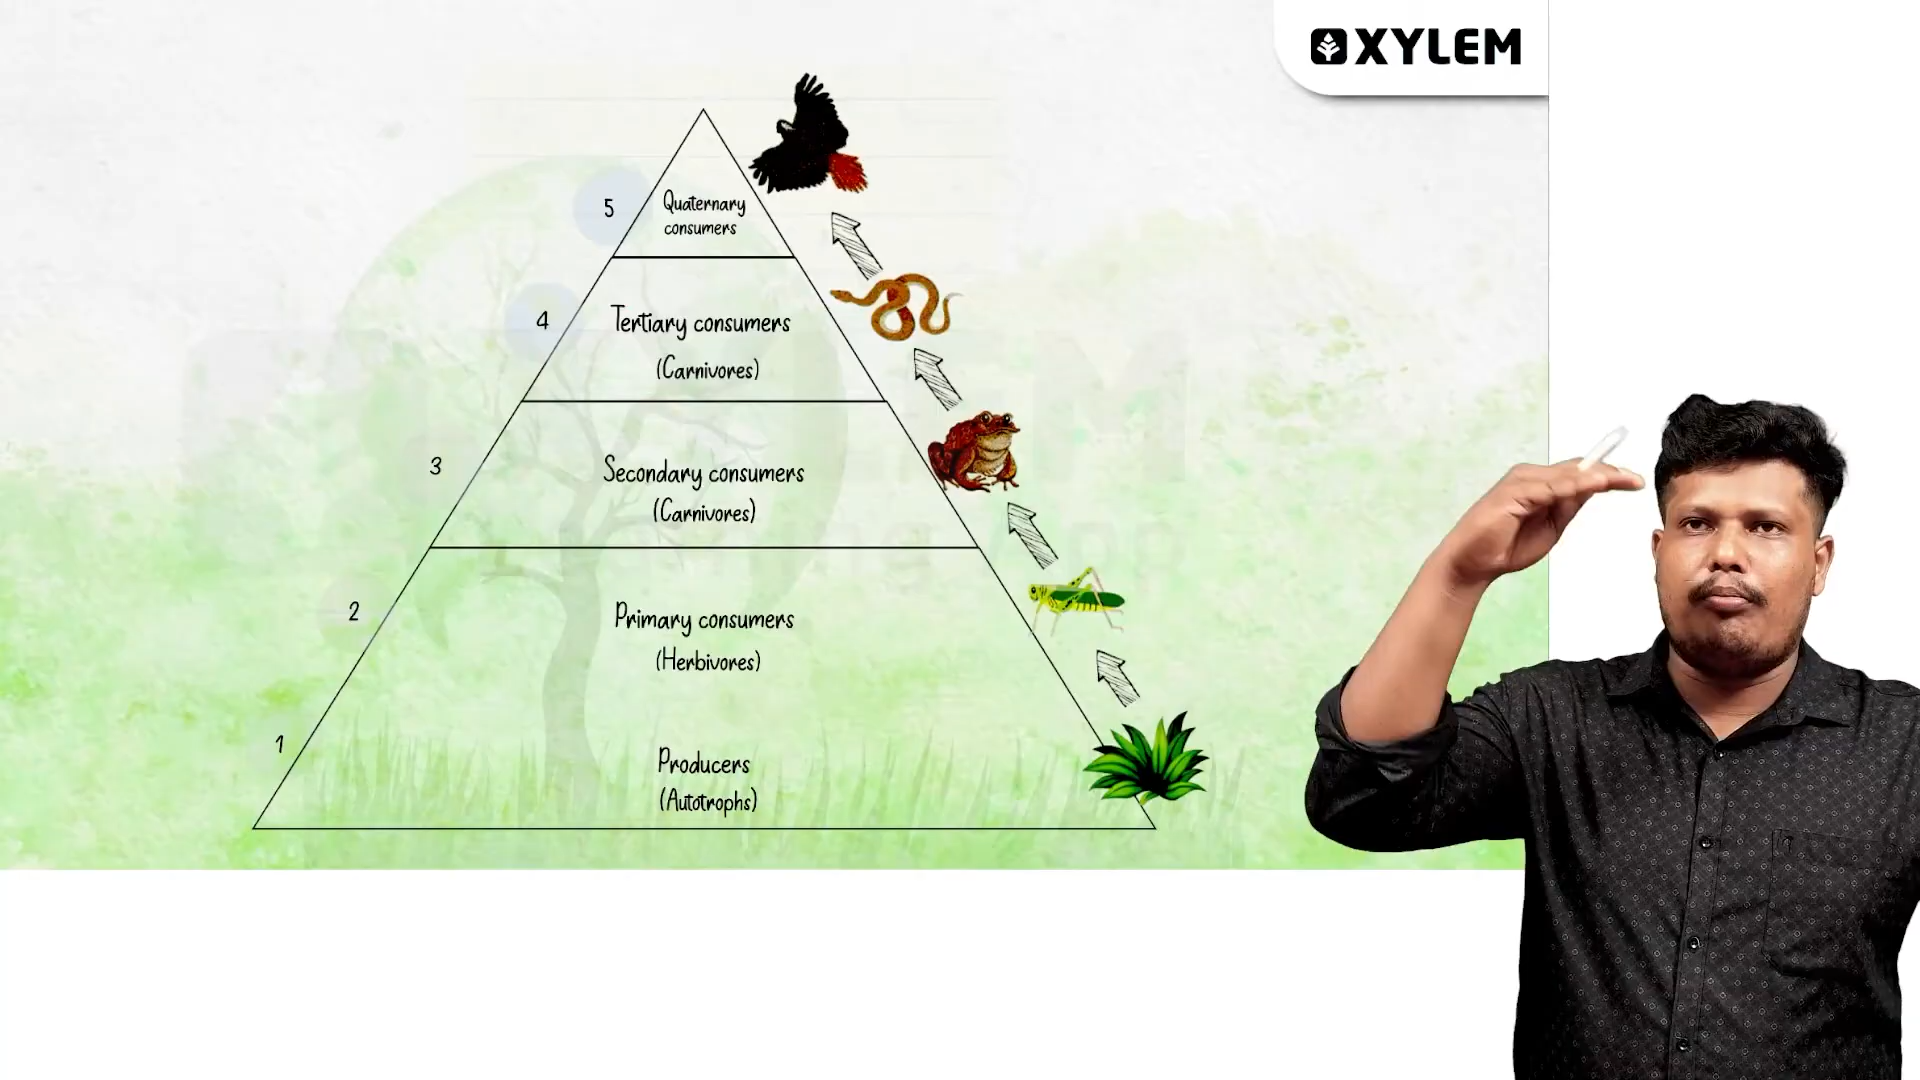 XYLEM
5
Quaternary
consumers
4
Tertiary consumers
(Carnivores)
3
Secondary consumers
(Carnivores)
2
Primary consumers
(Herbivores)
1
Producers
(Autotrophs)